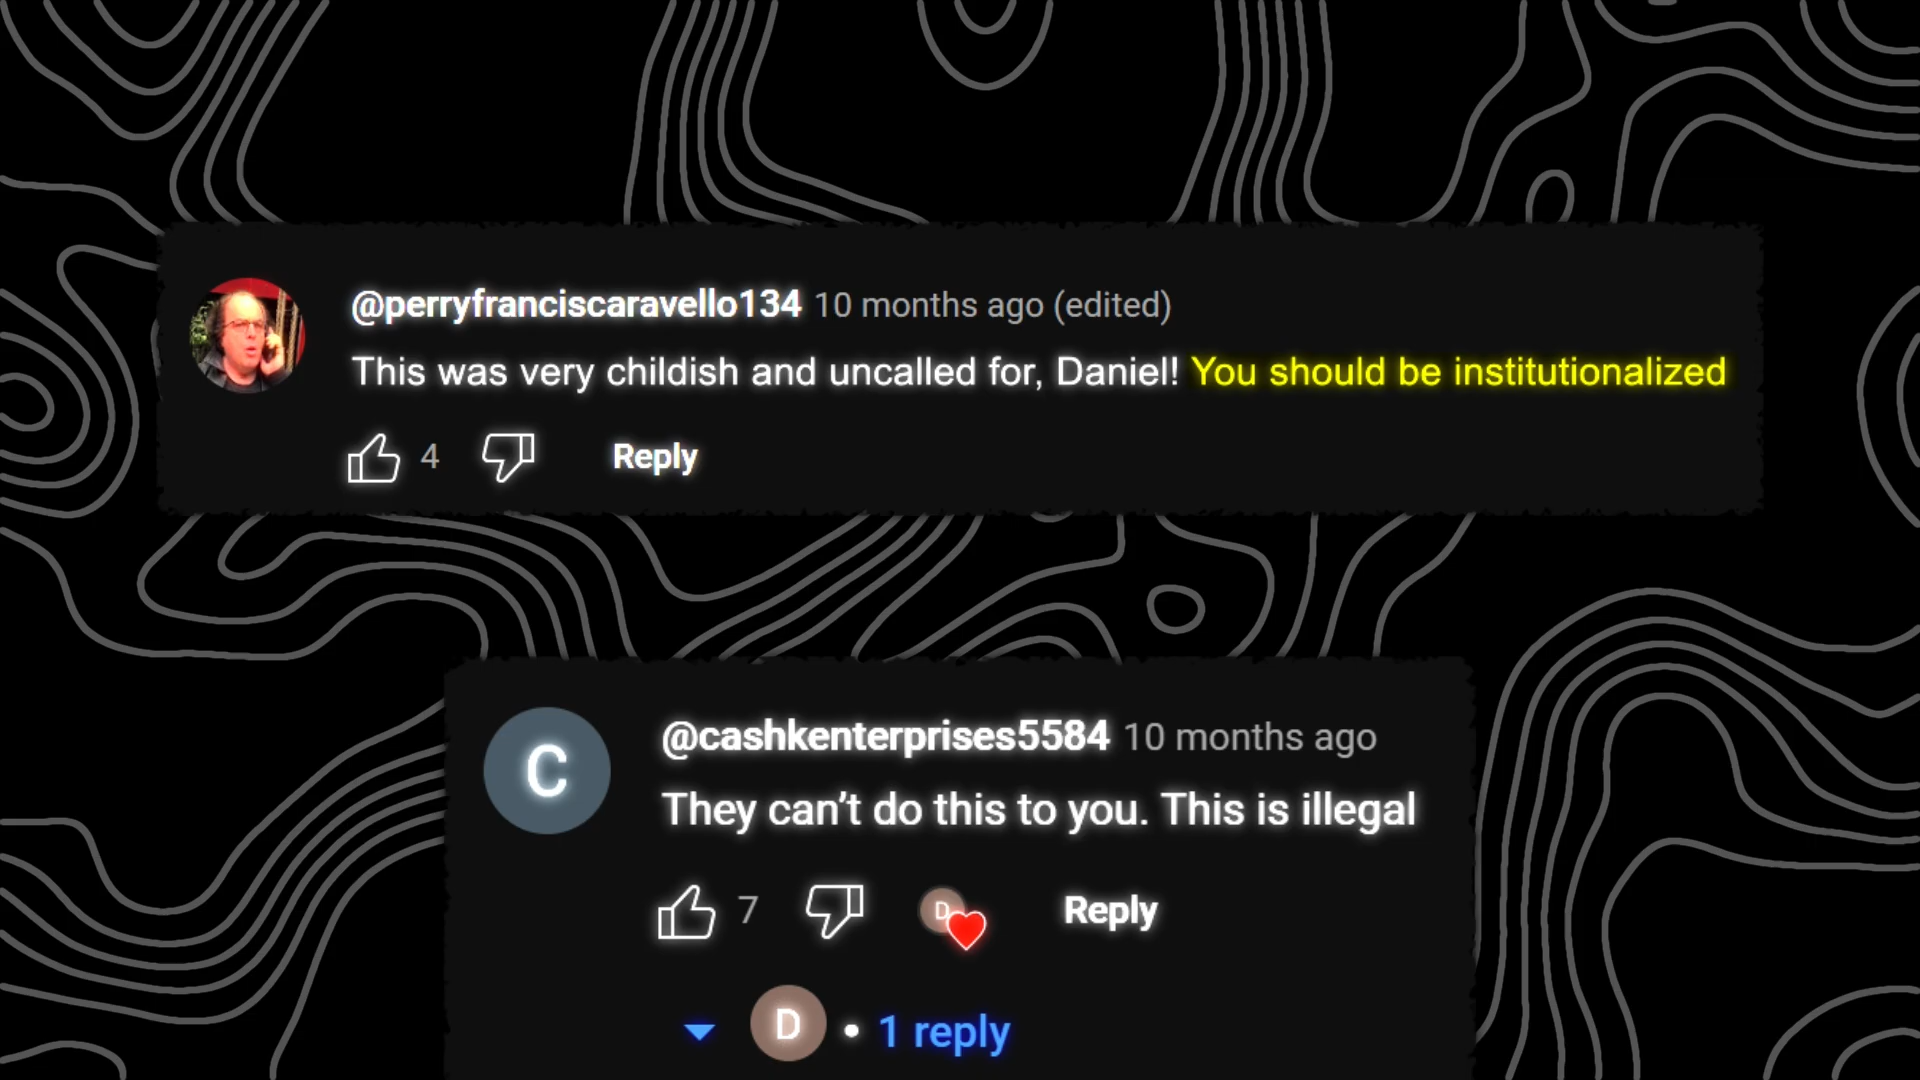 @perryfranciscaravello134 10 months ago (edited)
This was very childish and uncalled for, Daniel! You should be institutionalized
4 Reply
C
@cashkenterprises5584 10 months ago
They can’t do this to you. This is illegal
7 D Reply
D • 1 reply